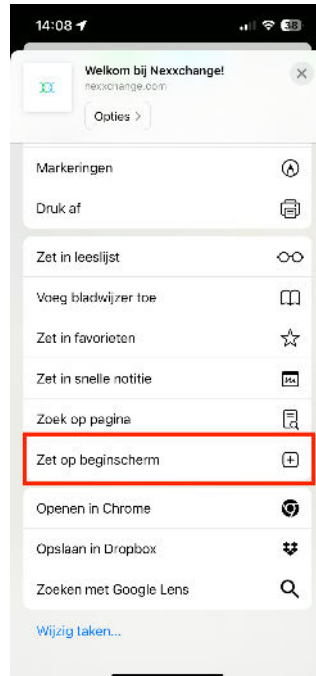 14:08
38
Welkom bij Nexxchange!
nexxchange.com
Opties >
Markeringen
Druk af
Zet in leeslijst
Voeg bladwijzer toe
Zet in favorieten
Zet in snelle notitie
Zoek op pagina
Zet op beginscherm
Openen in Chrome
Opslaan in Dropbox
Zoeken met Google Lens
Wijzig taken...